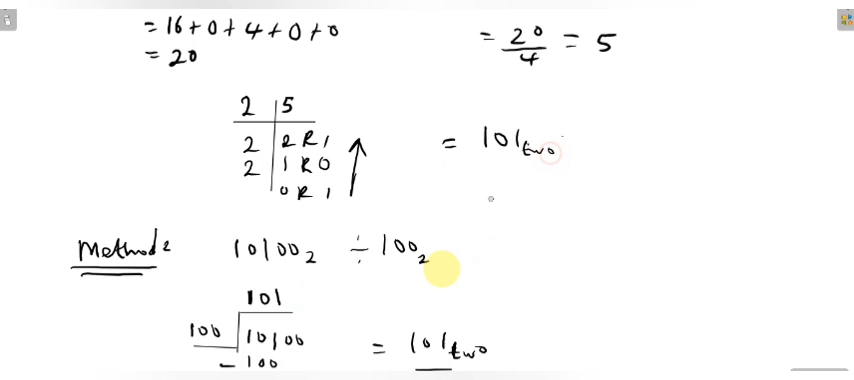 = 16 + 0 + 4 + 0 + 0
= 20
= 20/4 = 5
2 | 5
2 | 2 R 1
2 | 1 R 0
0 R 1
= 101two
Method 2 10100₂ ÷ 100₂
101
100 10100
- 100
= 101two